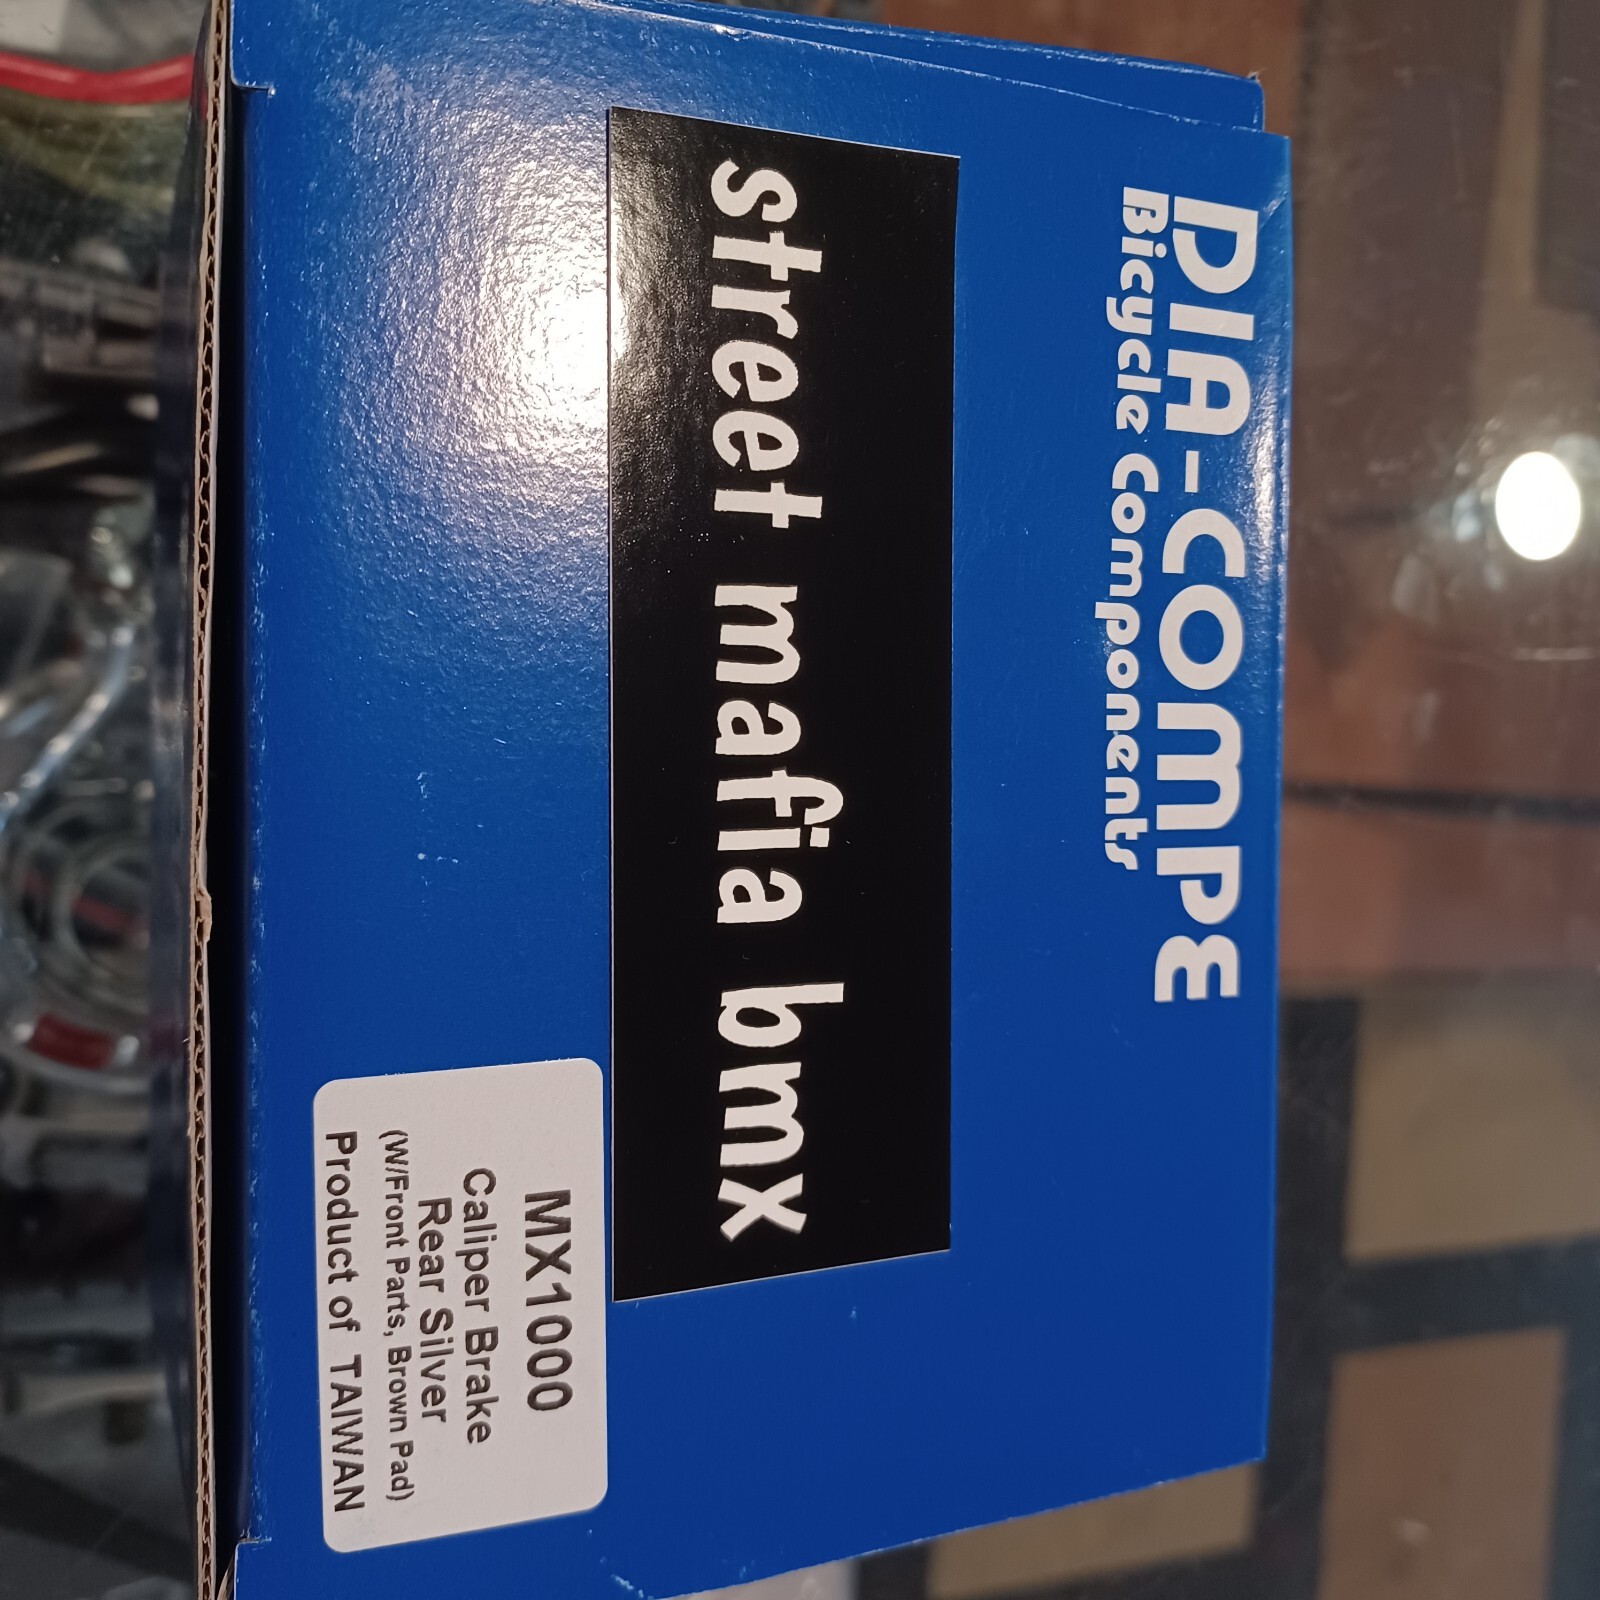 DIA-COMPE
Bicycle Components
street mafia bmx
MX1000
Caliper Brake
Rear Silver
(W/Front Parts, Brown Pad)
Product of TAIWAN